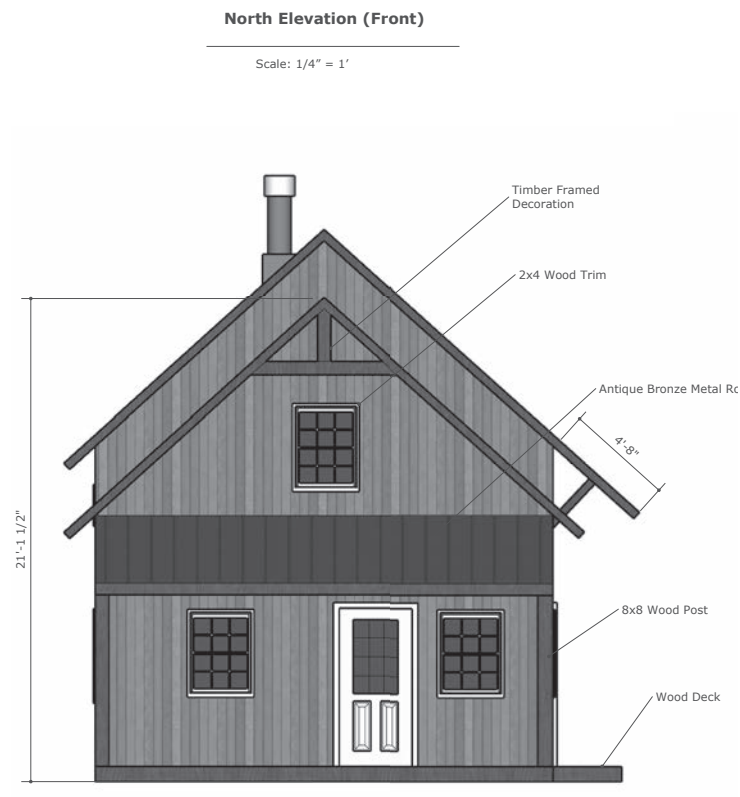 North Elevation (Front)
Scale: 1/4” = 1’
Timber Framed
Decoration
2x4 Wood Trim
Antique Bronze Metal
4'-8"
21'-1 1/2"
8x8 Wood Post
Wood Deck